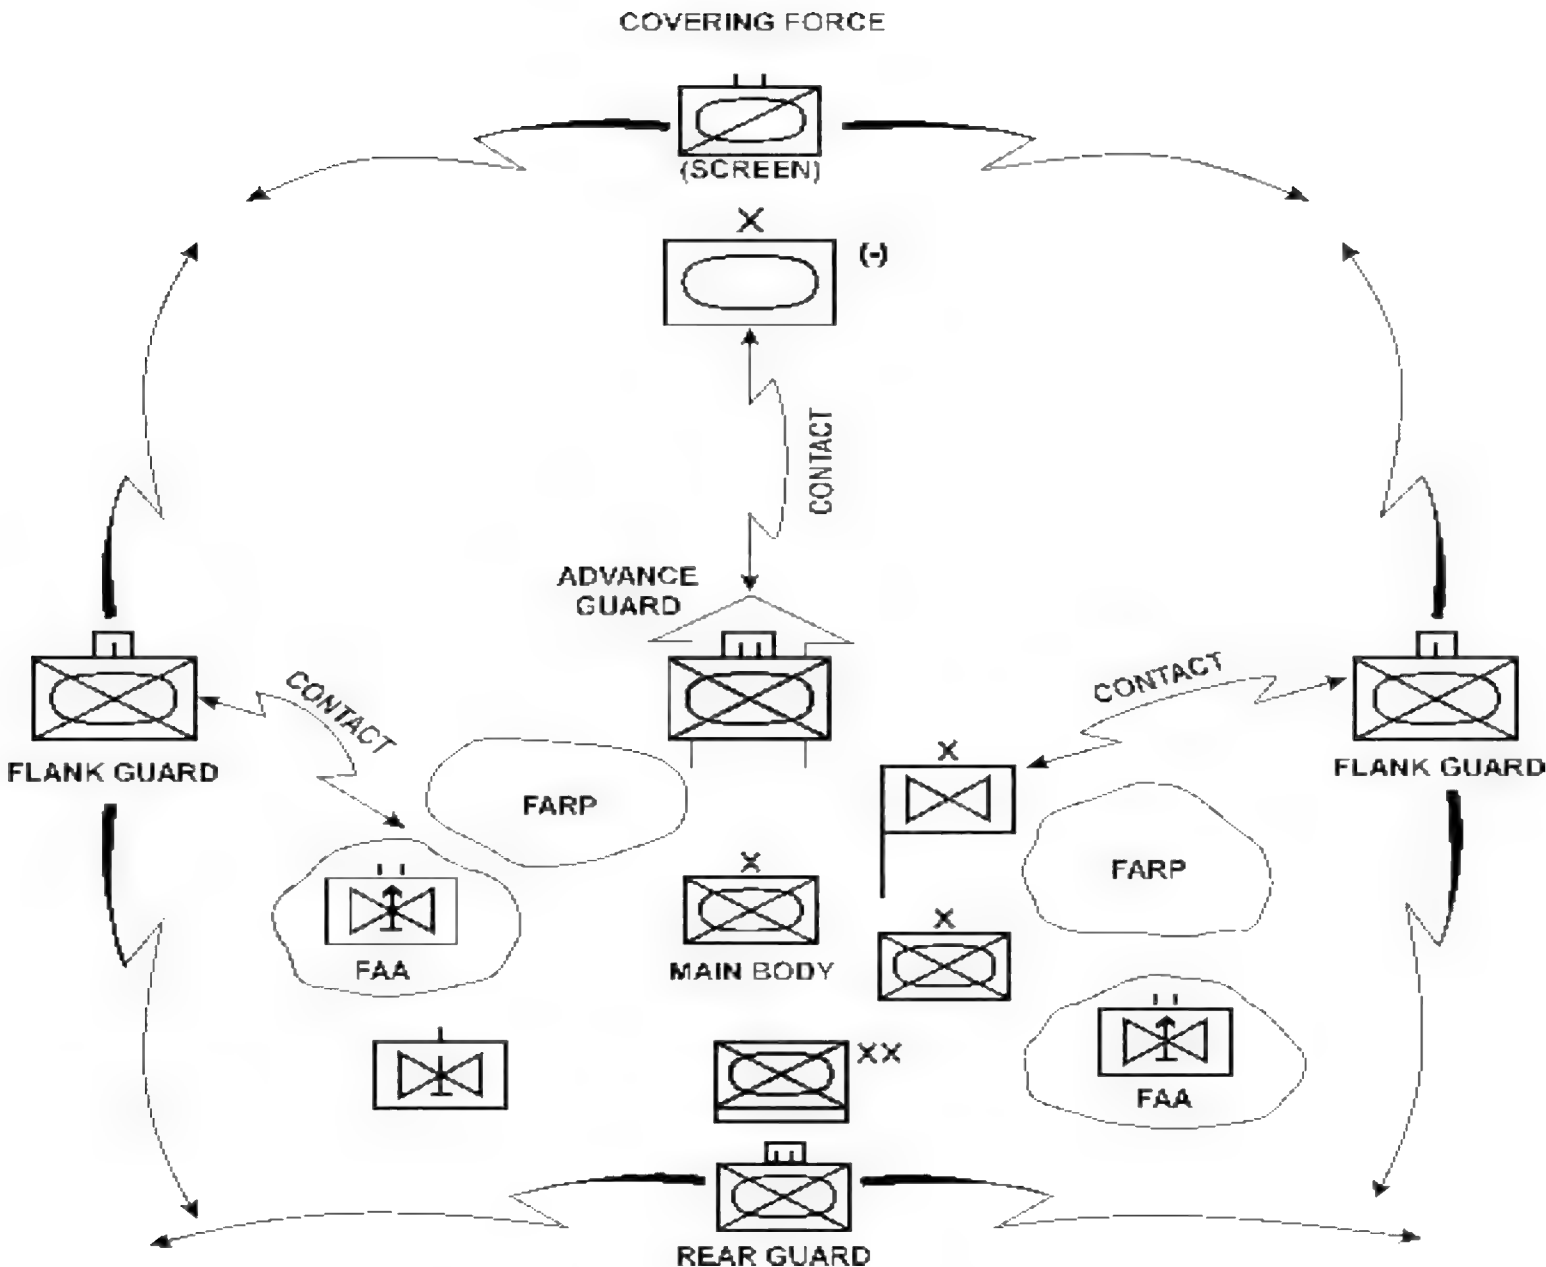 COVERING FORCE
(SCREEN)
X
(-)
CONTACT
ADVANCE
GUARD
CONTACT
CONTACT
FLANK GUARD
FLANK GUARD
X
FARP
FARP
X
X
FAA
MAIN BODY
XX
FAA
REAR GUARD